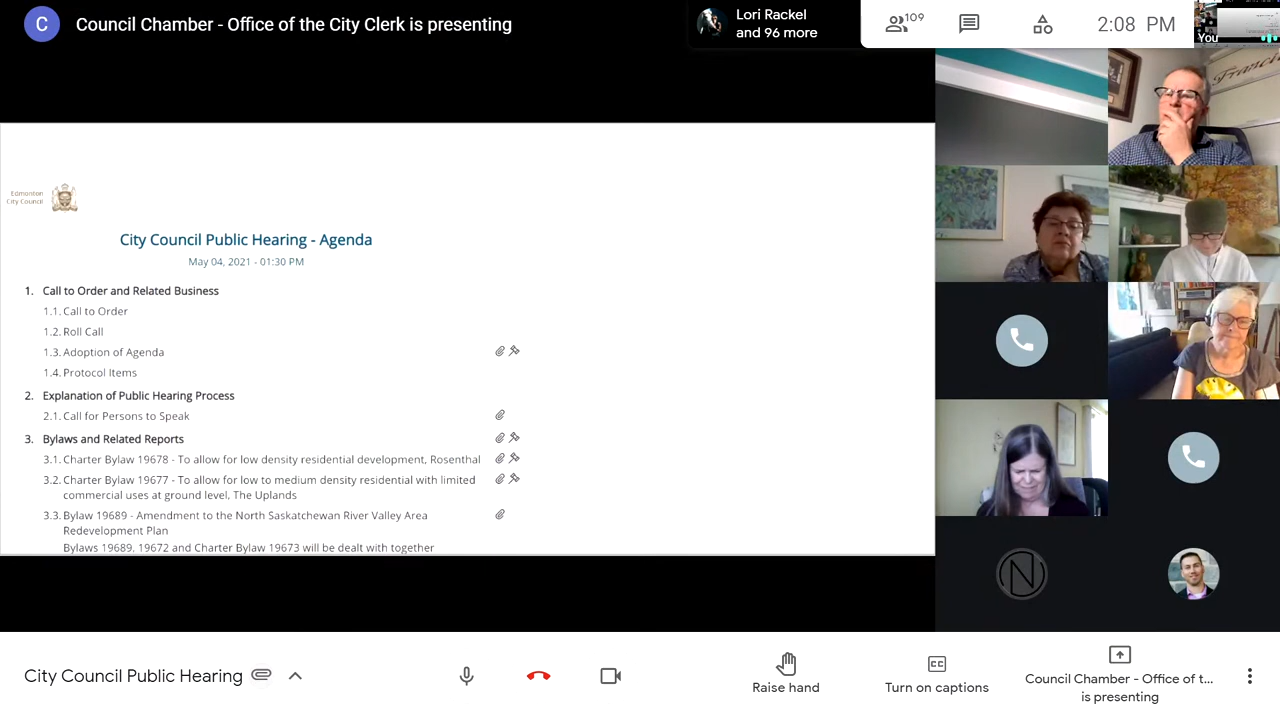 C
Council Chamber - Office of the City Clerk is presenting
Lori Rackel
and 96 more
109
2:08 PM
You
Edmonton
City Council
City Council Public Hearing - Agenda
May 04, 2021 - 01:30 PM
1. Call to Order and Related Business
1.1. Call to Order
1.2. Roll Call
1.3. Adoption of Agenda
1.4. Protocol Items
2. Explanation of Public Hearing Process
2.1. Call for Persons to Speak
3. Bylaws and Related Reports
3.1. Charter Bylaw 19678 - To allow for low density residential development, Rosenthal
3.2. Charter Bylaw 19677 - To allow for low to medium density residential with limited
commercial uses at ground level, The Uplands
3.3. Bylaw 19689 - Amendment to the North Saskatchewan River Valley Area
Redevelopment Plan
Bylaws 19689, 19672 and Charter Bylaw 19673 will be dealt with together
N
City Council Public Hearing
Raise hand
CC
Turn on captions
Council Chamber - Office of t...
is presenting